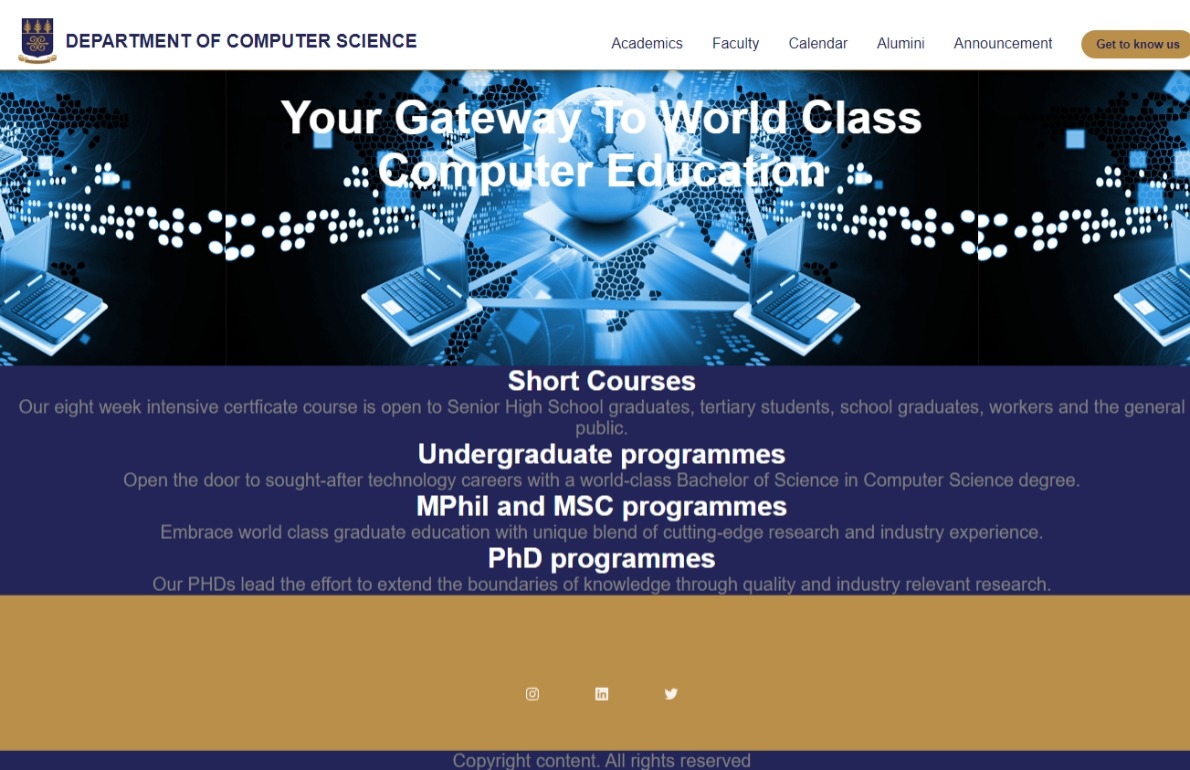 DEPARTMENT OF COMPUTER SCIENCE
Academics
Faculty
Calendar
Alumini
Announcement
Get to know us
Your Gateway To World Class
Computer Education
Short Courses
Our eight week intensive certficate course is open to Senior High School graduates, tertiary students, school graduates, workers and the general
public.
Undergraduate programmes
Open the door to sought-after technology careers with a world-class Bachelor of Science in Computer Science degree.
MPhil and MSC programmes
Embrace world class graduate education with unique blend of cutting-edge research and industry experience.
PhD programmes
Our PHDs lead the effort to extend the boundaries of knowledge through quality and industry relevant research.
Copyright content. All rights reserved